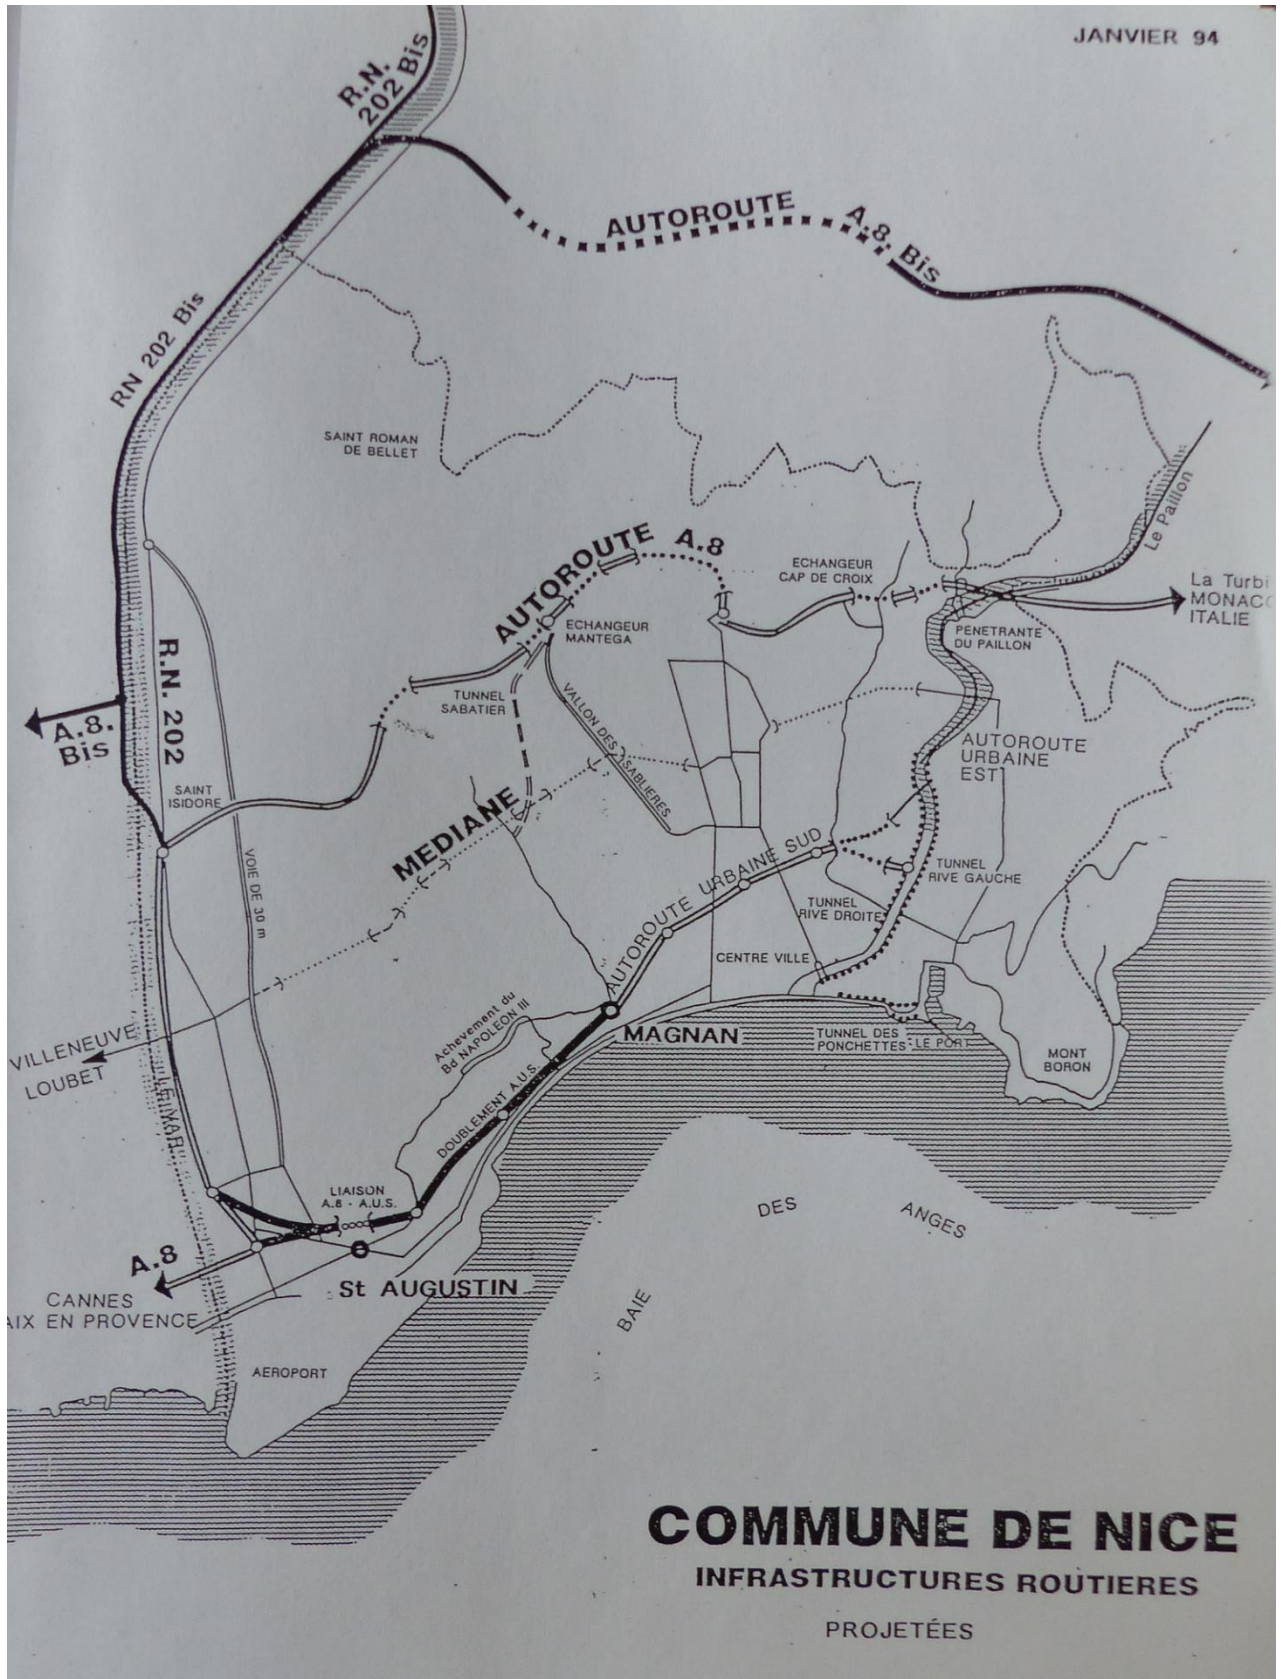 JANVIER 94
R.N.
202 Bis
AUTOROUTE
A.8. Bis
RN 202 Bis
SAINT ROMAN
DE BELLET
AUTOROUTE A.8
ECHANGEUR
CAP DE CROIX
Le Paillon
La Turbi
MONAC
ITALIE
ECHANGEUR
MANTEGA
PENETRANTE
DU PAILLON
R.N. 202
TUNNEL
SABATIER
VALLON DES SABLIERES
A.8.
Bis
AUTOROUTE
URBAINE
EST
SAINT
ISIDORE
MEDIANE
VOIE DE 30 m
AUTOROUTE URBAINE SUD
TUNNEL
RIVE GAUCHE
TUNNEL
RIVE DROITE
CENTRE VILLE
Achevement du
Bd NAPOLEON III
VILLENEUVE
LOUBET
MAGNAN
TUNNEL DES
PONCHETTES
LE PORT
MONT
BORON
LE VAR
DOUBLEMENT A.U.S.
LIAISON
A.8 - A.U.S.
DES
ANGES
A.8
St AUGUSTIN
CANNES
AIX EN PROVENCE
BAIE
AEROPORT
COMMUNE DE NICE
INFRASTRUCTURES ROUTIERES
PROJETÉES